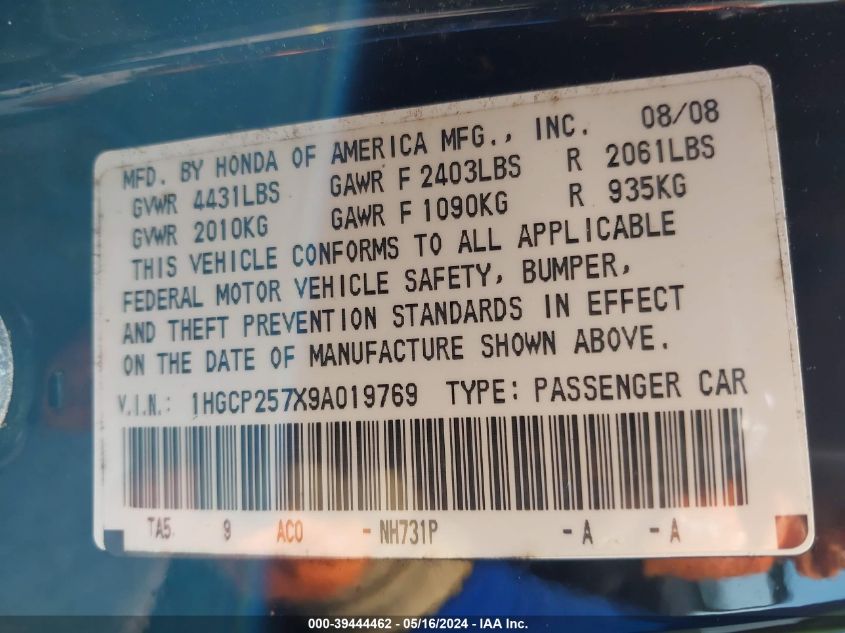 MFD. BY HONDA OF AMERICA MFG., INC. 08/08
GVWR 4431LBS GAWR F 2403LBS R 2061LBS
GVWR 2010KG GAWR F 1090KG R 935KG
THIS VEHICLE CONFORMS TO ALL APPLICABLE
FEDERAL MOTOR VEHICLE SAFETY, BUMPER,
AND THEFT PREVENTION STANDARDS IN EFFECT
ON THE DATE OF MANUFACTURE SHOWN ABOVE.
V.I.N.: 1HGCP257X9A019769 TYPE: PASSENGER CAR
TA5 9 AC0 - NH731P - A - A
000-39444462 - 05/16/2024 - IAA Inc.